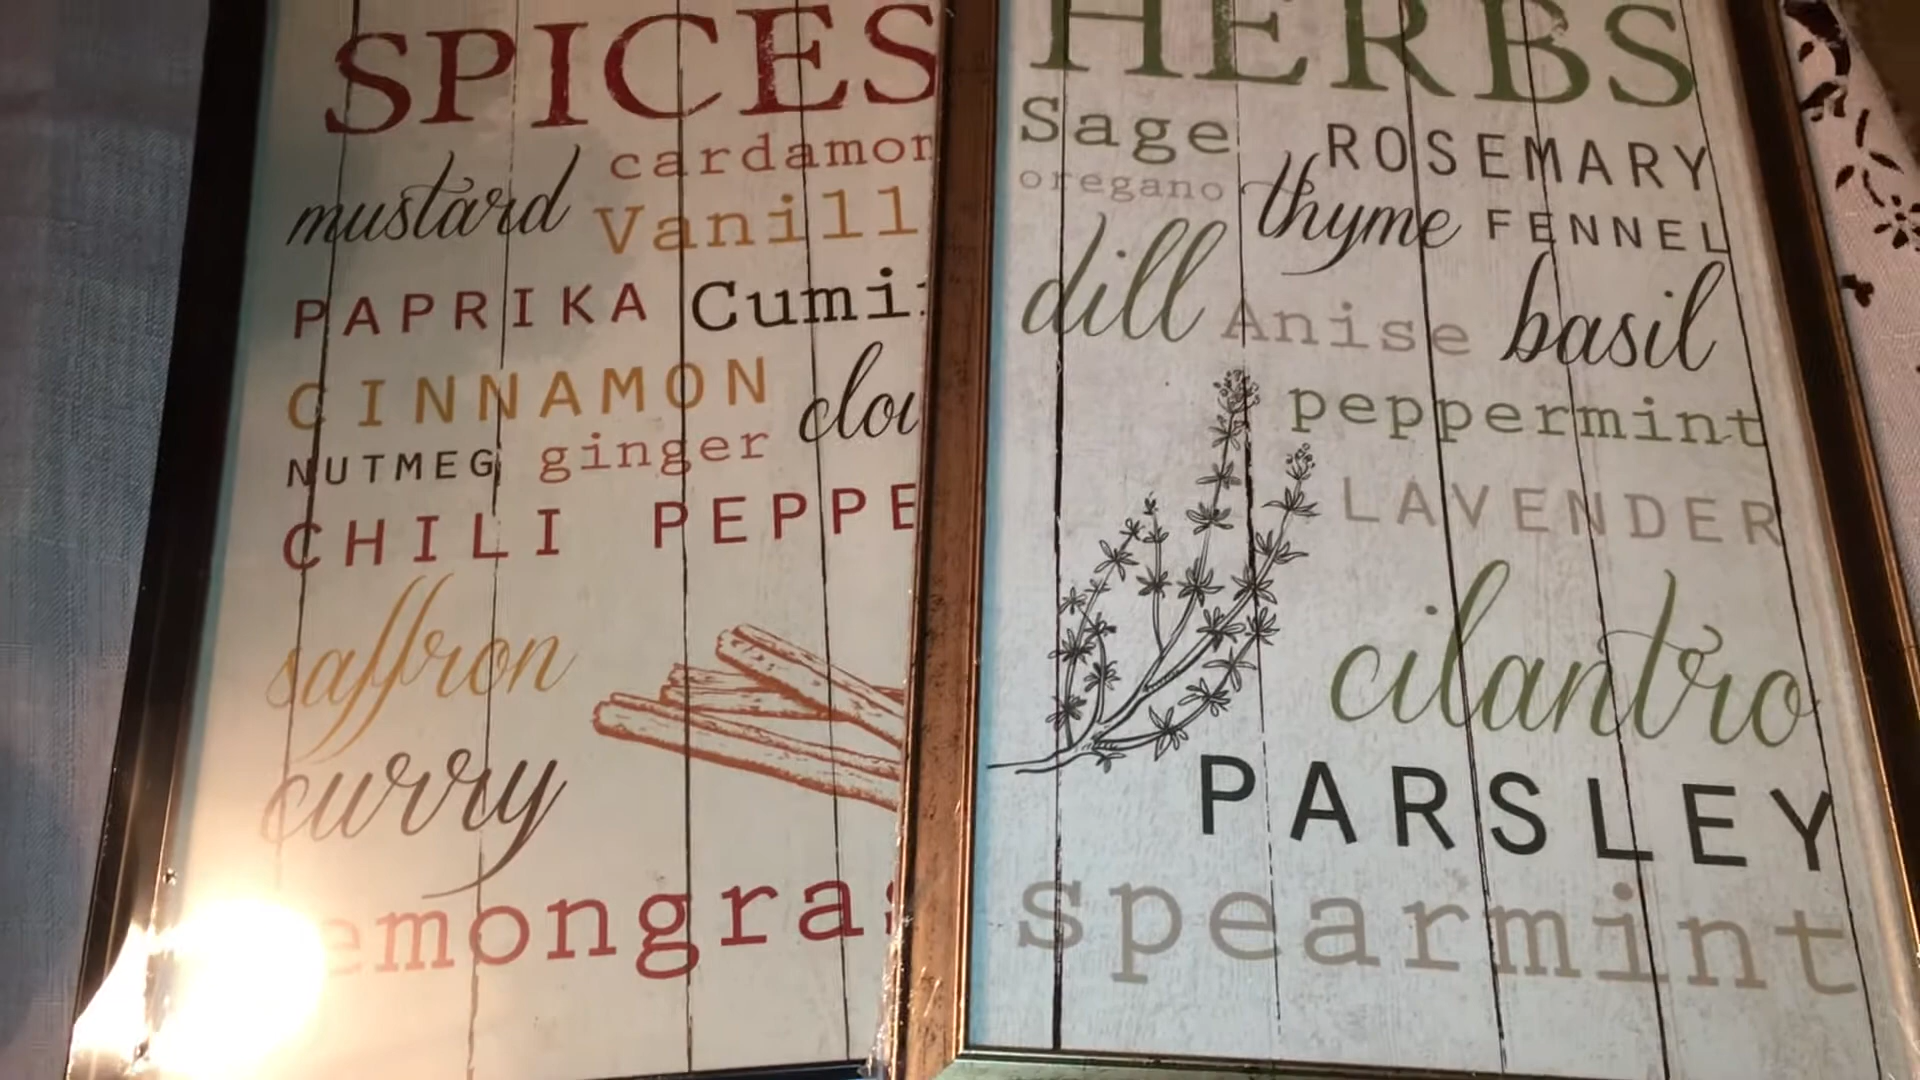 SPICES
cardamon
mustard
Vanill
PAPRIKA Cumi
CINNAMON
clov
NUTMEG ginger
CHILI PEPPE
saffron
curry
emongras
HERBS
Sage
ROSEMARY
oregano
thyme FENNEL
dill
Anise basil
peppermint
LAVENDER
cilantro
PARSLEY
spearmint